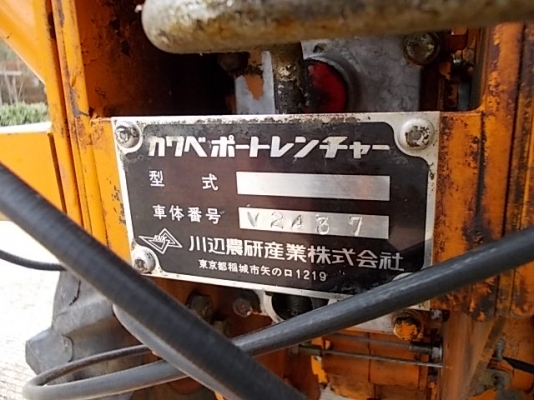 カワベ・ポートレンチャー
型式
車体番号 V2437
川辺農研産業株式会社
東京都稲城市矢の口1219